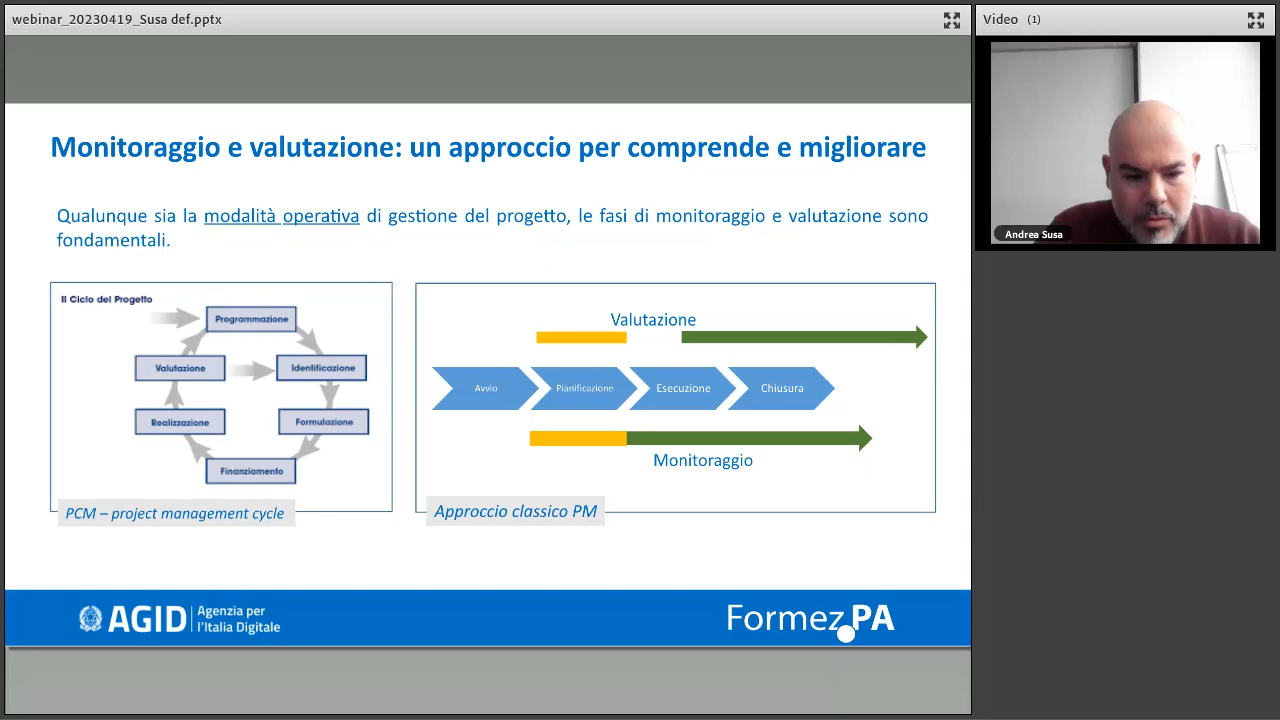 webinar_20230419_Susa def.pptx
Video (1)
Andrea Susa
Monitoraggio e valutazione: un approccio per comprende e migliorare
Qualunque sia la modalità operativa di gestione del progetto, le fasi di monitoraggio e valutazione sono
fondamentali.
Il Ciclo del Progetto
Programmazione
Valutazione
Identificazione
Realizzazione
Formulazione
Finanziamento
PCM – project management cycle
Valutazione
Avvio
Pianificazione
Esecuzione
Chiusura
Monitoraggio
Approccio classico PM
AGID
Agenzia per
l'Italia Digitale
Formez PA